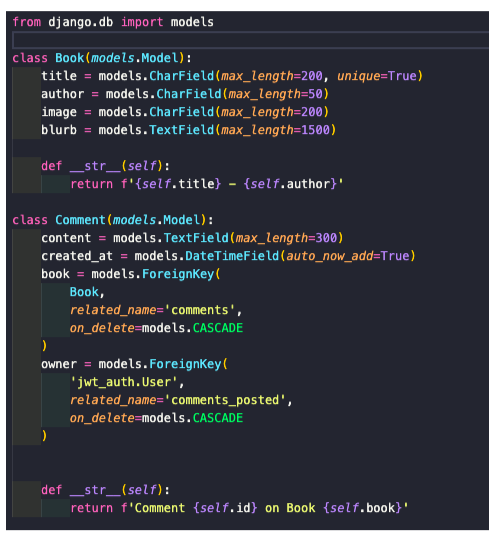 from django.db import models
class Book(models.Model):
title = models.CharField(max_length=200, unique=True)
author = models.CharField(max_length=50)
image = models.CharField(max_length=200)
blurb = models.TextField(max_length=1500)
def __str__(self):
return f'{self.title} – {self.author}'
class Comment(models.Model):
content = models.TextField(max_length=300)
created_at = models.DateTimeField(auto_now_add=True)
book = models.ForeignKey(
Book,
related_name='comments',
on_delete=models.CASCADE
)
owner = models.ForeignKey(
'jwt_auth.User',
related_name='comments_posted',
on_delete=models.CASCADE
)
def __str__(self):
return f'Comment {self.id} on Book {self.book}'